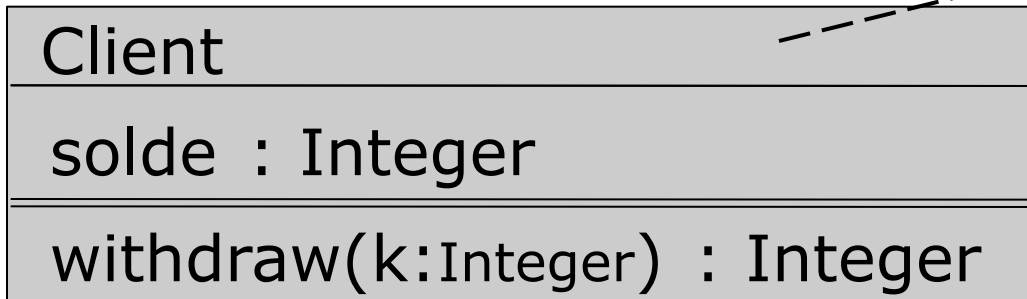 Client
solde : Integer
withdraw(k:Integer) : Integer